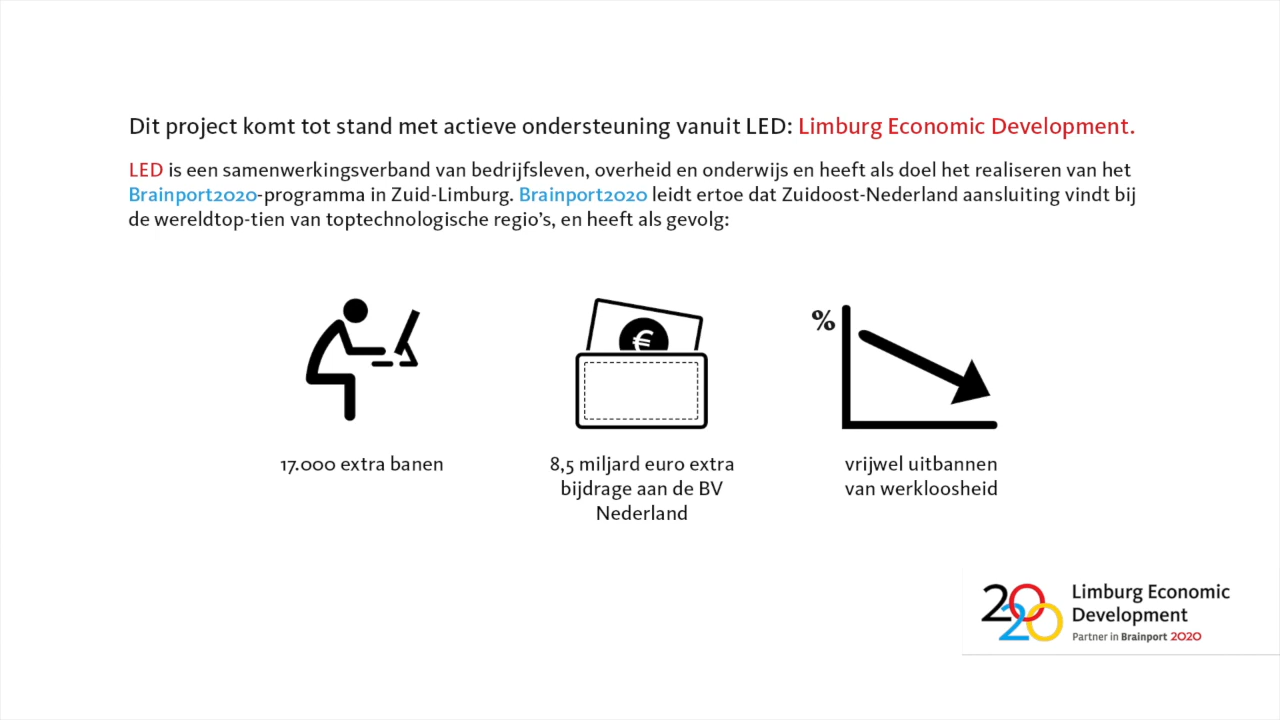 Dit project komt tot stand met actieve ondersteuning vanuit LED: Limburg Economic Development.
LED is een samenwerkingsverband van bedrijfsleven, overheid en onderwijs en heeft als doel het realiseren van het
Brainport2020-programma in Zuid-Limburg. Brainport2020 leidt ertoe dat Zuidoost-Nederland aansluiting vindt bij
de wereldtop-tien van toptechnologische regio's, en heeft als gevolg:
€
%
17.000 extra banen
8,5 miljard euro extra
bijdrage aan de BV
Nederland
vrijwel uitbannen
van werkloosheid
2020
Limburg Economic
Development
Partner in Brainport 2020